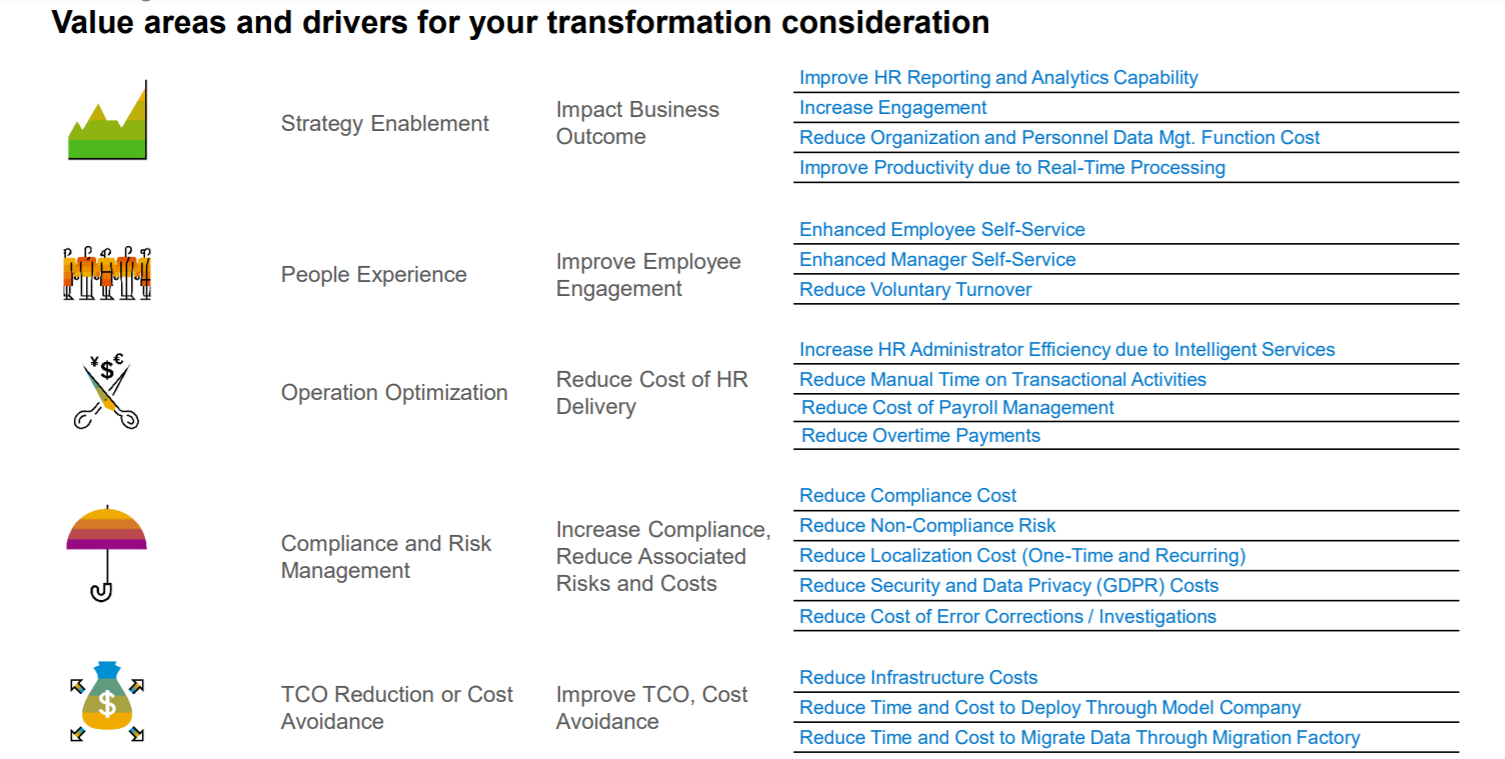 Value areas and drivers for your transformation consideration
Strategy Enablement
Impact Business
Outcome
Improve HR Reporting and Analytics Capability
Increase Engagement
Reduce Organization and Personnel Data Mgt. Function Cost
Improve Productivity due to Real-Time Processing
People Experience
Improve Employee
Engagement
Enhanced Employee Self-Service
Enhanced Manager Self-Service
Reduce Voluntary Turnover
¥$€
Operation Optimization
Reduce Cost of HR
Delivery
Increase HR Administrator Efficiency due to Intelligent Services
Reduce Manual Time on Transactional Activities
Reduce Cost of Payroll Management
Reduce Overtime Payments
Compliance and Risk
Management
Increase Compliance,
Reduce Associated
Risks and Costs
Reduce Compliance Cost
Reduce Non-Compliance Risk
Reduce Localization Cost (One-Time and Recurring)
Reduce Security and Data Privacy (GDPR) Costs
Reduce Cost of Error Corrections / Investigations
$
TCO Reduction or Cost
Avoidance
Improve TCO, Cost
Avoidance
Reduce Infrastructure Costs
Reduce Time and Cost to Deploy Through Model Company
Reduce Time and Cost to Migrate Data Through Migration Factory